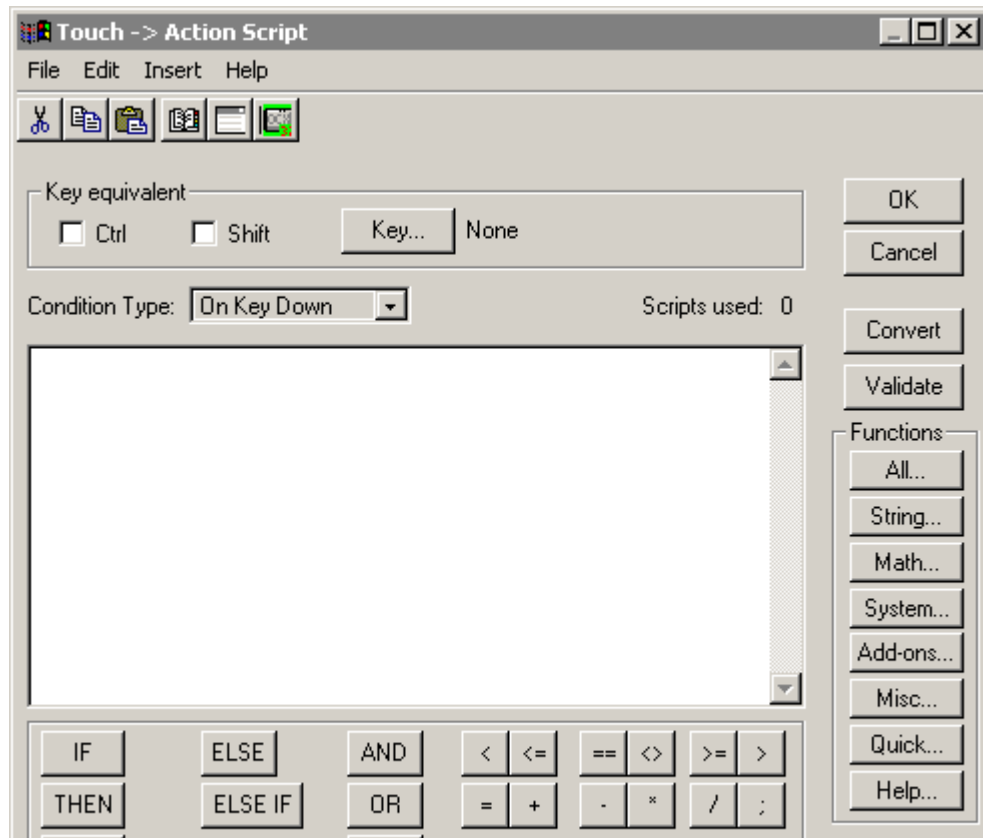 Touch -> Action Script
File Edit Insert Help
Key equivalent
Ctrl Shift Key... None
OK
Cancel
Condition Type: On Key Down Scripts used: 0
Convert
Validate
Functions
All...
String...
Math...
System...
Add-ons...
Misc...
Quick...
Help...
IF ELSE AND < <= == <> >= >
THEN ELSE IF OR = + - * / ;